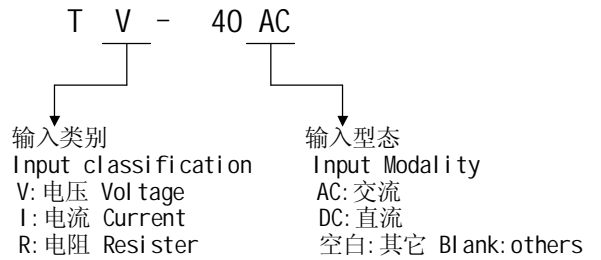 T V - 40 AC
输入类别 输入型态
Input classification Input Modality
V:电压 Voltage AC:交流
I:电流 Current DC:直流
R:电阻 Resister 空白:其它 Blank:others